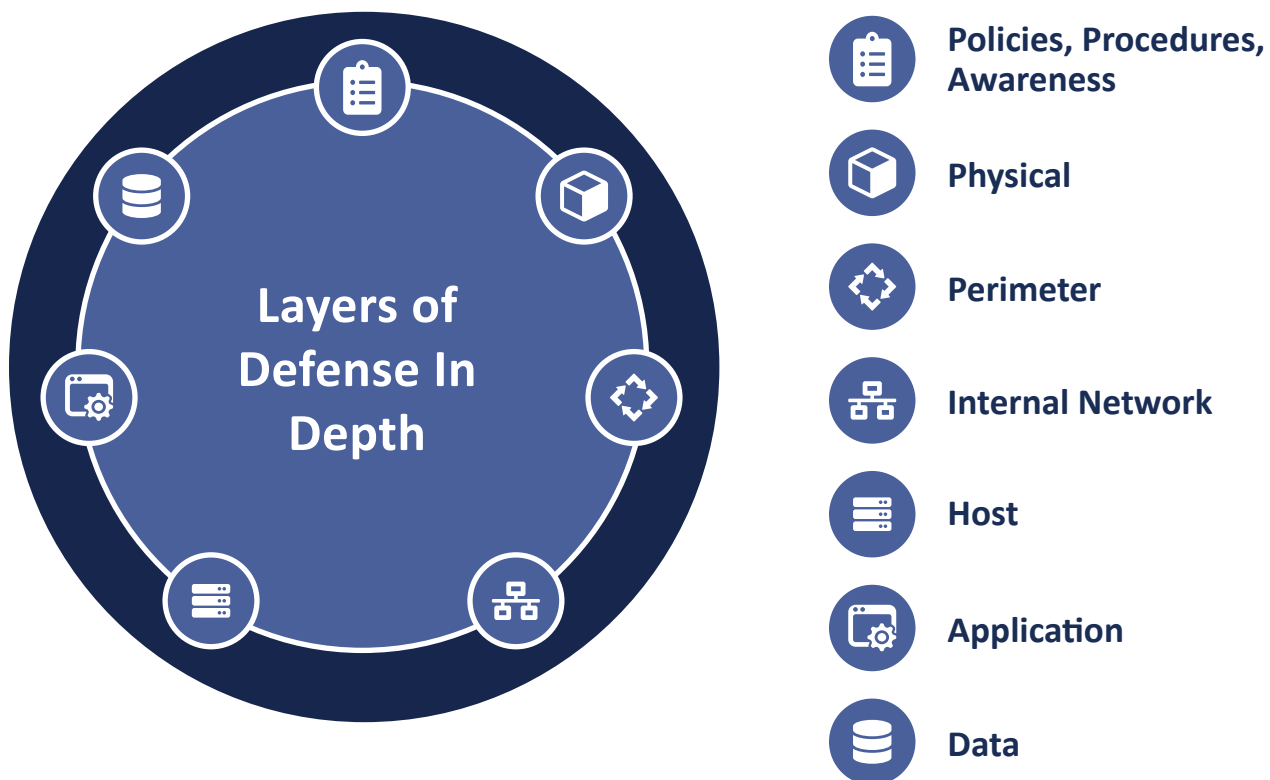 Layers of
Defense In
Depth
Policies, Procedures,
Awareness
Physical
Perimeter
Internal Network
Host
Application
Data